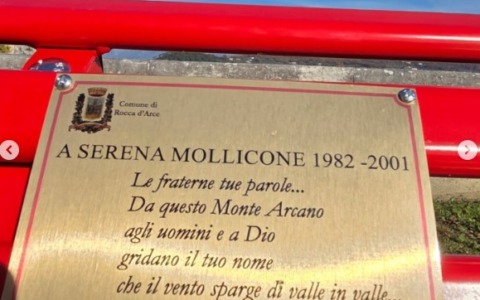 Comune di
Rocca d'Arce
A SERENA MOLLICONE 1982 -2001
Le fraterne tue parole...
Da questo Monte Arcano
agli uomini e a Dio
gridano il tuo nome
che il vento sparge di valle in valle...